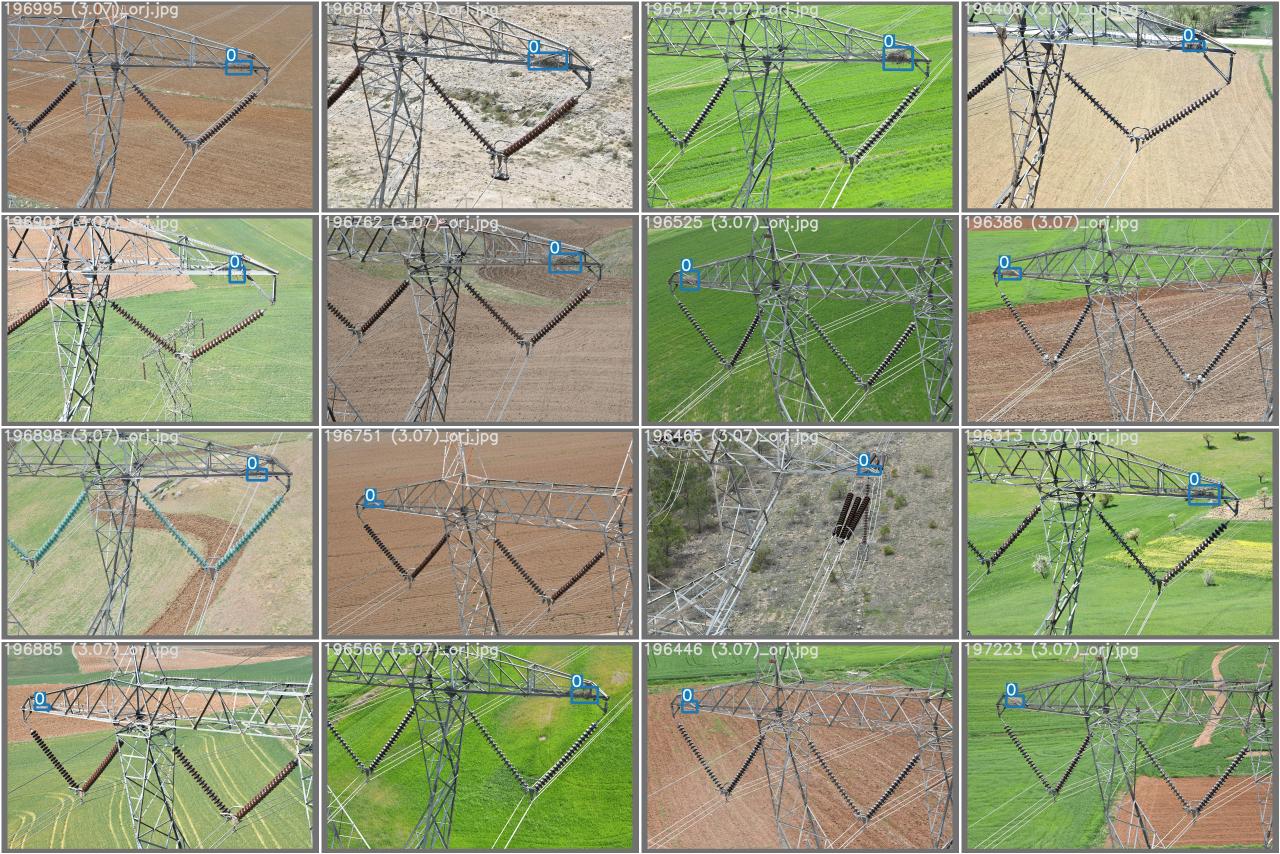 196995 (3.07)_orj.jpg
196884 (3.07)_orj.jpg
196547 (3.07)_orj.jpg
196408 (3.07)_orj.jpg
0
0
0
0
(3.07)_orj.jpg
196762 (3.07)_orj.jpg
196525 (3.07)_orj.jpg
196386 (3.07)_orj.jpg
0
0
0
0
196898 (3.07)_orj.jpg
196751 (3.07)_orj.jpg
196465 (3.07)_orj.jpg
196313 (3.07)_orj.jpg
0
0
0
0
196885 (3.07)_orj.jpg
196566 (3.07)_orj.jpg
196446 (3.07)_orj.jpg
197223 (3.07)_orj.jpg
0
0
0
0